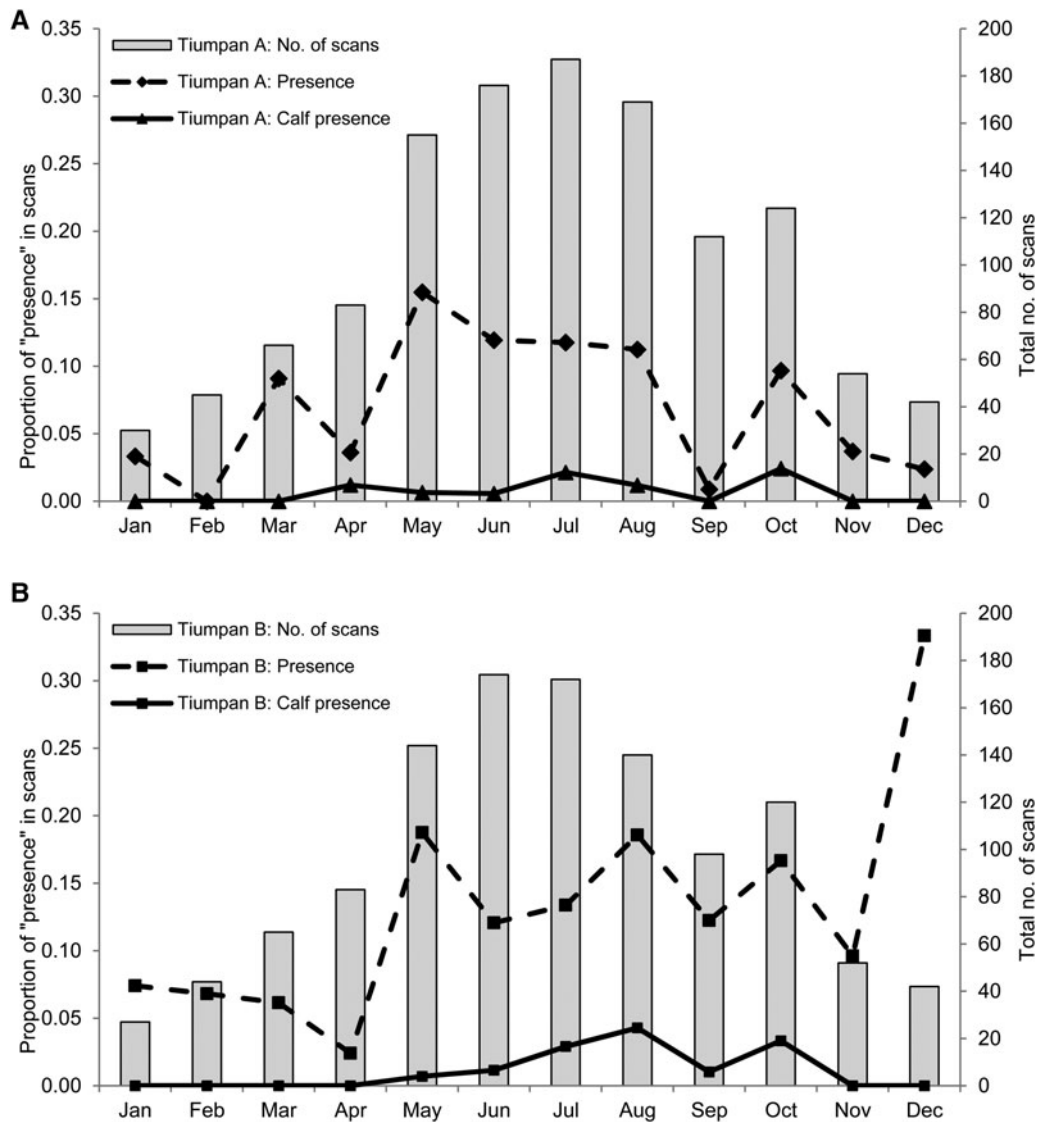 A
Proportion of "presence" in scans
0.35
0.30
0.25
0.20
0.15
0.10
0.05
0.00
Tiumpan A: No. of scans
Tiumpan A: Presence
Tiumpan A: Calf presence
200
180
160
140
120
100
80
60
40
20
0
Total no. of scans
Jan Feb Mar Apr May Jun Jul Aug Sep Oct Nov Dec
B
Proportion of "presence" in scans
0.35
0.30
0.25
0.20
0.15
0.10
0.05
0.00
Tiumpan B: No. of scans
Tiumpan B: Presence
Tiumpan B: Calf presence
200
180
160
140
120
100
80
60
40
20
0
Total no. of scans
Jan Feb Mar Apr May Jun Jul Aug Sep Oct Nov Dec